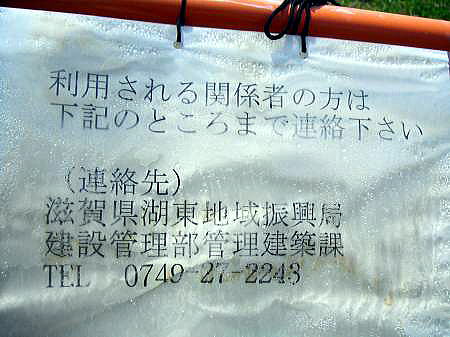 利用される関係者の方は
下記のところまで連絡下さい
（連絡先）
滋賀県湖東地域振興局
建設管理部管理建築課
TEL 0749-27-2243